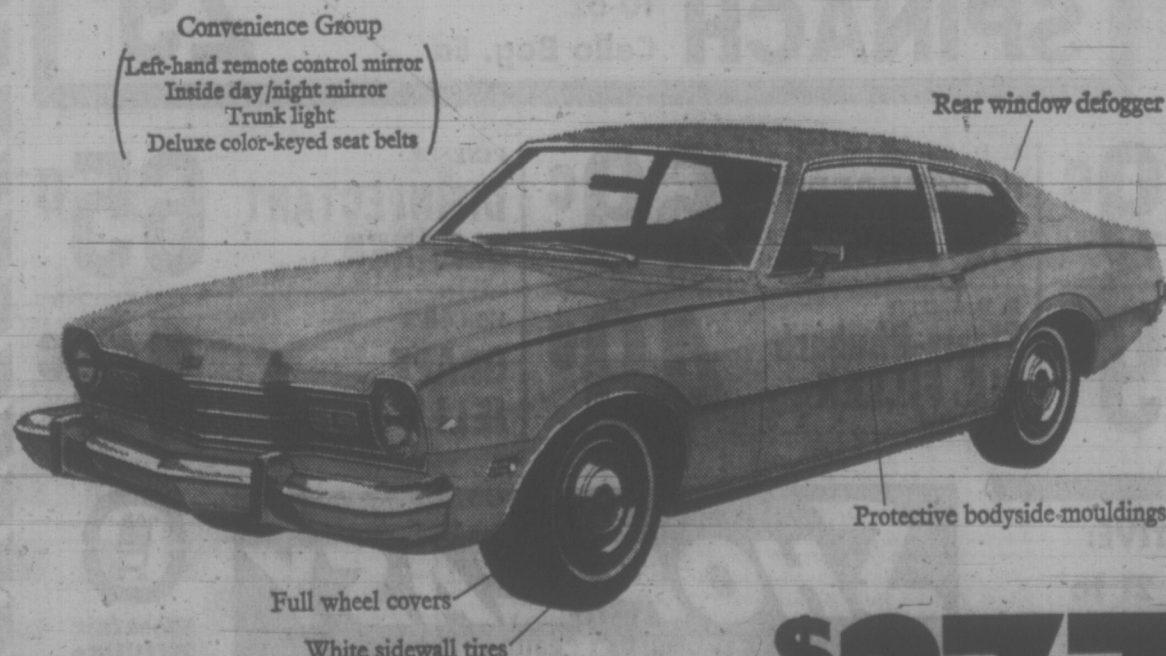 Convenience Group
Left-hand remote control mirror
Inside day/night mirror
Trunk light
Deluxe color-keyed seat belts
Rear window defogger
Protective bodyside mouldings
Full wheel covers
White sidewall tires